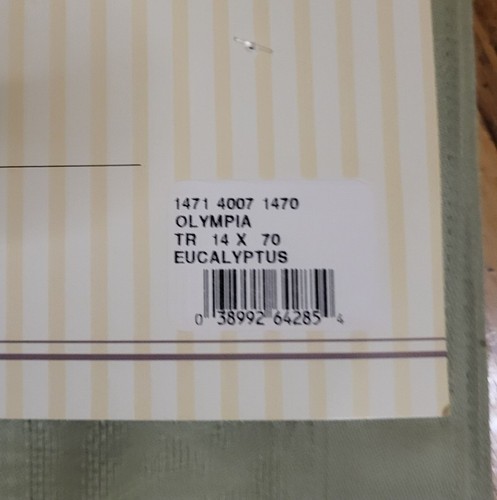 1471 4007 1470
OLYMPIA
TR 14 X 70
EUCALYPTUS
0 38992 64285 4